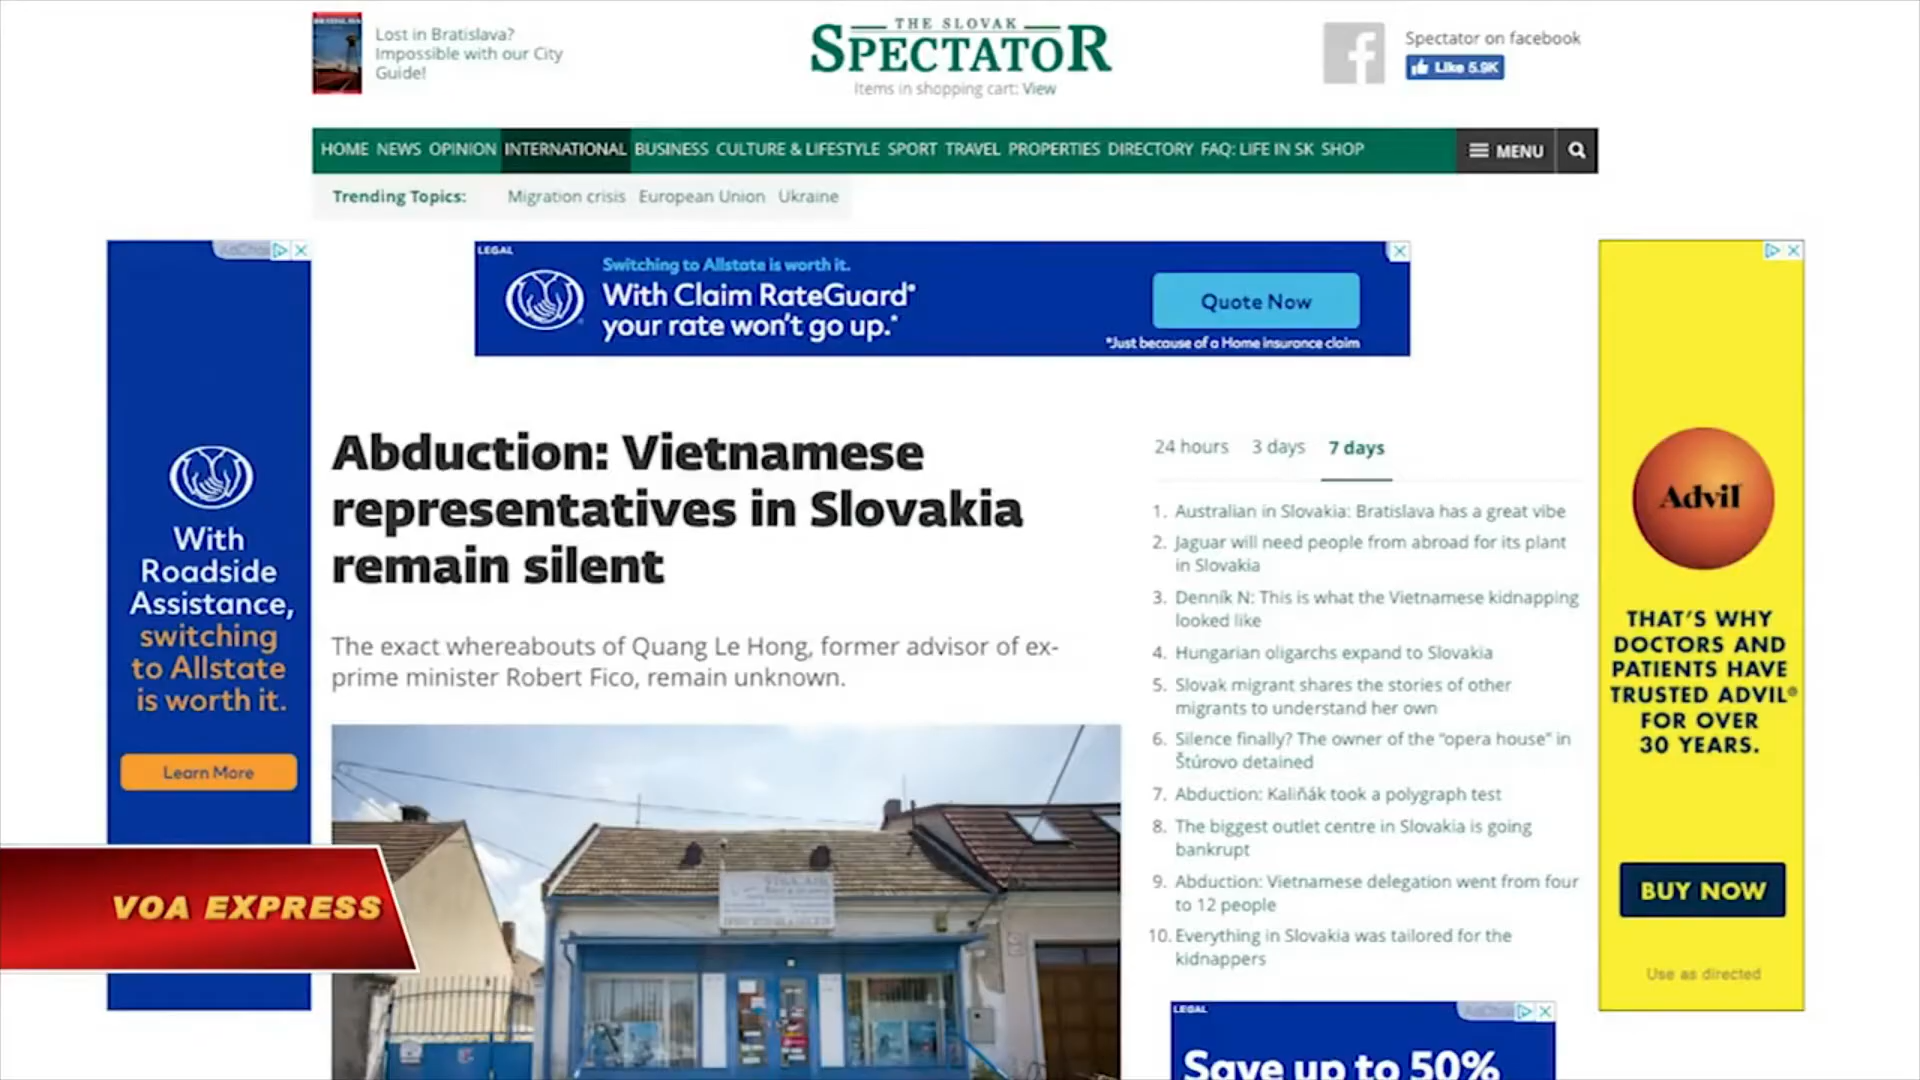 Lost in Bratislava?
Impossible with our City
Guide!
THE SLOVAK
SPECTATOR
Items in shopping cart: View
Spectator on facebook
Like 5.9K
HOME NEWS OPINION INTERNATIONAL BUSINESS CULTURE & LIFESTYLE SPORT TRAVEL PROPERTIES DIRECTORY FAQ: LIFE IN SK SHOP
MENU
Trending Topics: Migration crisis European Union Ukraine
LEGAL
Switching to Allstate is worth it.
With Claim RateGuard*
your rate won't go up.*
Quote Now
*Just because of a Home insurance claim
With
Roadside
Assistance,
switching
to Allstate
is worth it.
Learn More
Abduction: Vietnamese
representatives in Slovakia
remain silent
The exact whereabouts of Quang Le Hong, former advisor of ex-
prime minister Robert Fico, remain unknown.
24 hours 3 days 7 days
1. Australian in Slovakia: Bratislava has a great vibe
2. Jaguar will need people from abroad for its plant
in Slovakia
3. Denník N: This is what the Vietnamese kidnapping
looked like
4. Hungarian oligarchs expand to Slovakia
5. Slovak migrant shares the stories of other
migrants to understand her own
6. Silence finally? The owner of the "opera house" in
Štúrovo detained
7. Abduction: Kaliňák took a polygraph test
8. The biggest outlet centre in Slovakia is going
bankrupt
9. Abduction: Vietnamese delegation went from four
to 12 people
10. Everything in Slovakia was tailored for the
kidnappers
LEGAL
Save up to 50%
Advil
THAT'S WHY
DOCTORS AND
PATIENTS HAVE
TRUSTED ADVIL®
FOR OVER
30 YEARS.
BUY NOW
Use as directed
VOA EXPRESS